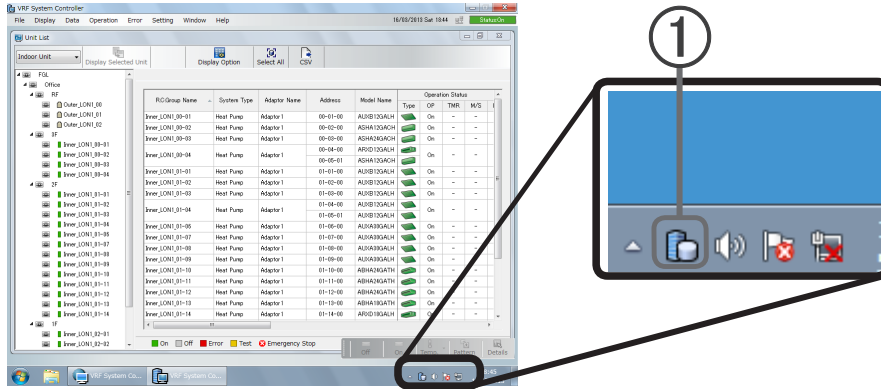 VRF System Controller
File Display Data Operation Error Setting Window Help 16/03/2013 Sat 18:44 Status:On
Unit List
Indoor Unit Display Selected Unit Display Option Select All CSV
FGL
Office
RF
Outer_LON1_00
Outer_LON1_01
Outer_LON1_02
3F
Inner_LON1_00-01
Inner_LON1_00-02
Inner_LON1_00-03
Inner_LON1_00-04
2F
Inner_LON1_01-01
Inner_LON1_01-02
Inner_LON1_01-03
Inner_LON1_01-04
Inner_LON1_01-06
Inner_LON1_01-07
Inner_LON1_01-08
Inner_LON1_01-09
Inner_LON1_01-10
Inner_LON1_01-11
Inner_LON1_01-12
Inner_LON1_01-13
Inner_LON1_01-14
1F
Inner_LON1_02-01
Inner_LON1_02-02
R.C.Group Name System Type Adaptor Name Address Model Name Operation Status
Type OP TMR M/S
Inner_LON1_00-01 Heat Pump Adaptor1 00-01-00 AUXB12GALH On - -
Inner_LON1_00-02 Heat Pump Adaptor1 00-02-00 ASHA12GACH On - -
Inner_LON1_00-03 Heat Pump Adaptor1 00-03-00 ASHA24GACH On - -
Inner_LON1_00-04 Heat Pump Adaptor1 00-04-00 ARXD12GALH On - -
00-05-01 ASHA12GACH
Inner_LON1_01-01 Heat Pump Adaptor1 01-01-00 AUXB12GALH On - -
Inner_LON1_01-02 Heat Pump Adaptor1 01-02-00 AUXB12GALH On - -
Inner_LON1_01-03 Heat Pump Adaptor1 01-03-00 AUXB12GALH On - -
Inner_LON1_01-04 Heat Pump Adaptor1 01-04-00 AUXB12GALH On - -
01-05-01 AUXB12GALH
Inner_LON1_01-06 Heat Pump Adaptor1 01-06-00 AUXA30GALH On - -
Inner_LON1_01-07 Heat Pump Adaptor1 01-07-00 AUXA30GALH On - -
Inner_LON1_01-08 Heat Pump Adaptor1 01-08-00 AUXA30GALH On - -
Inner_LON1_01-09 Heat Pump Adaptor1 01-09-00 AUXA30GALH On - -
Inner_LON1_01-10 Heat Pump Adaptor1 01-10-00 ABHA24GATH On - -
Inner_LON1_01-11 Heat Pump Adaptor1 01-11-00 ABHA24GATH On - -
Inner_LON1_01-12 Heat Pump Adaptor1 01-12-00 ABHA24GATH On - -
Inner_LON1_01-13 Heat Pump Adaptor1 01-13-00 ABHA18GATH On - -
Inner_LON1_01-14 Heat Pump Adaptor1 01-14-00 ARXD18GALH On - -
On Off Error Test Emergency Stop
Off Temp. Pattern Details
VRF System Co... VRF System Co...
1